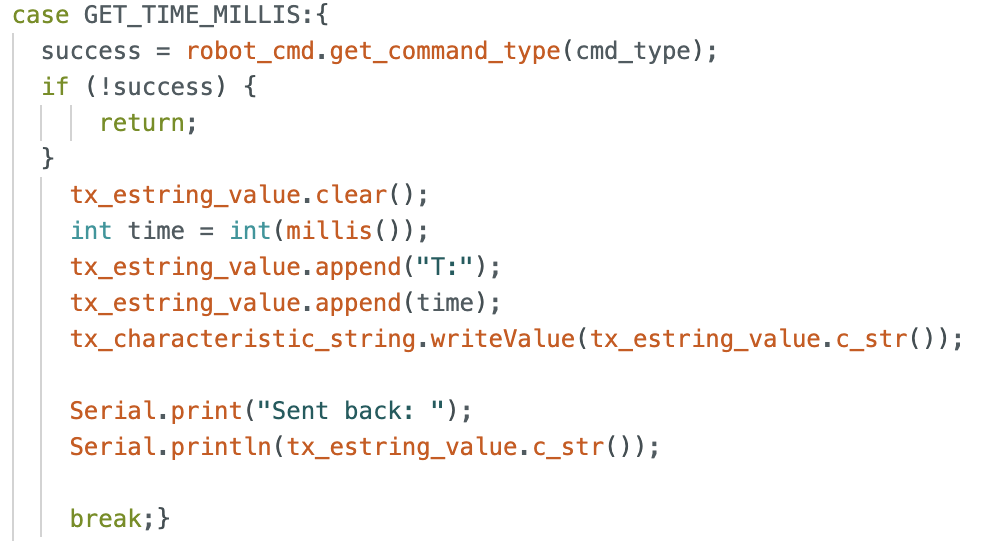 case GET_TIME_MILLIS:{
success = robot_cmd.get_command_type(cmd_type);
if (!success) {
return;
}
tx_estring_value.clear();
int time = int(millis());
tx_estring_value.append("T:");
tx_estring_value.append(time);
tx_characteristic_string.writeValue(tx_estring_value.c_str());
Serial.print("Sent back: ");
Serial.println(tx_estring_value.c_str());
break;}